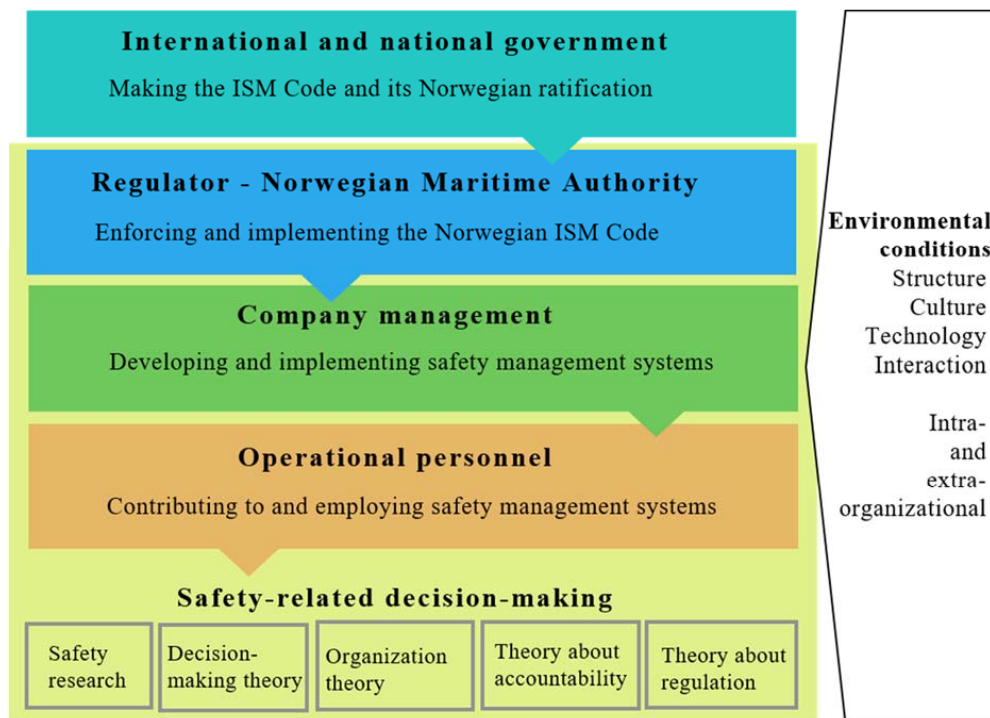 International and national government
Making the ISM Code and its Norwegian ratification
Regulator - Norwegian Maritime Authority
Enforcing and implementing the Norwegian ISM Code
Company management
Developing and implementing safety management systems
Operational personnel
Contributing to and employing safety management systems
Safety-related decision-making
Safety
research
Decision-
making theory
Organization
theory
Theory about
accountability
Theory about
regulation
Environmental
conditions
Structure
Culture
Technology
Interaction
Intra-
and
extra-
organizational